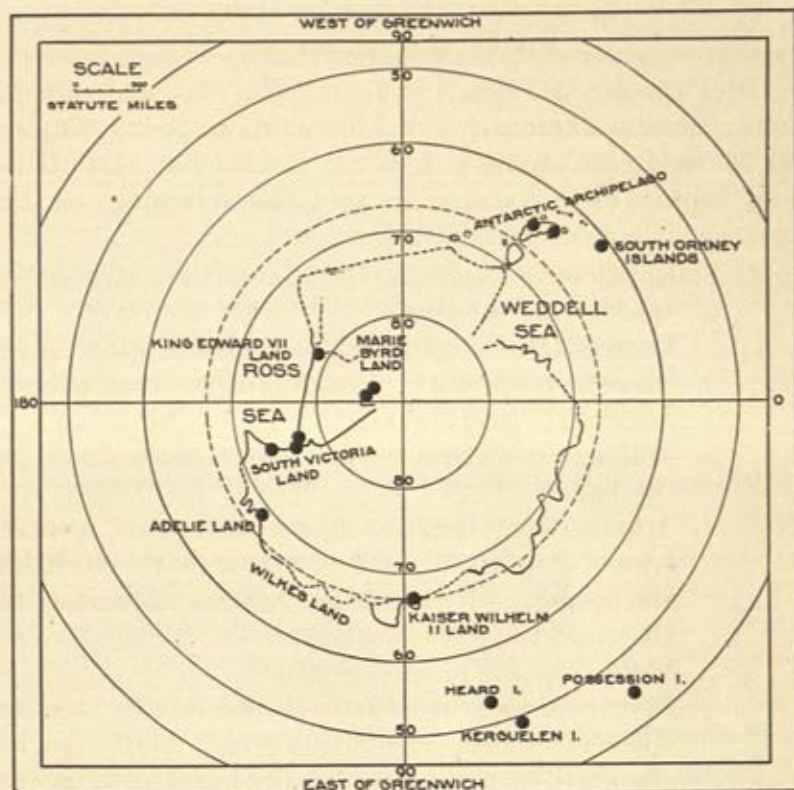 WEST OF GREENWICH
90
SCALE
0 500
STATUTE MILES
50
60
ANTARCTIC ARCHIPELAGO
70
SOUTH ORKNEY
ISLANDS
WEDDELL
SEA
80
KING EDWARD VII
LAND
MARIE
BYRD
LAND
ROSS
SEA
180
0
SOUTH VICTORIA
LAND
80
ADELIE LAND
70
WILKES LAND
KAISER WILHELM
II LAND
60
HEARD I.
POSSESSION I.
KERGUELEN I.
50
90
EAST OF GREENWICH